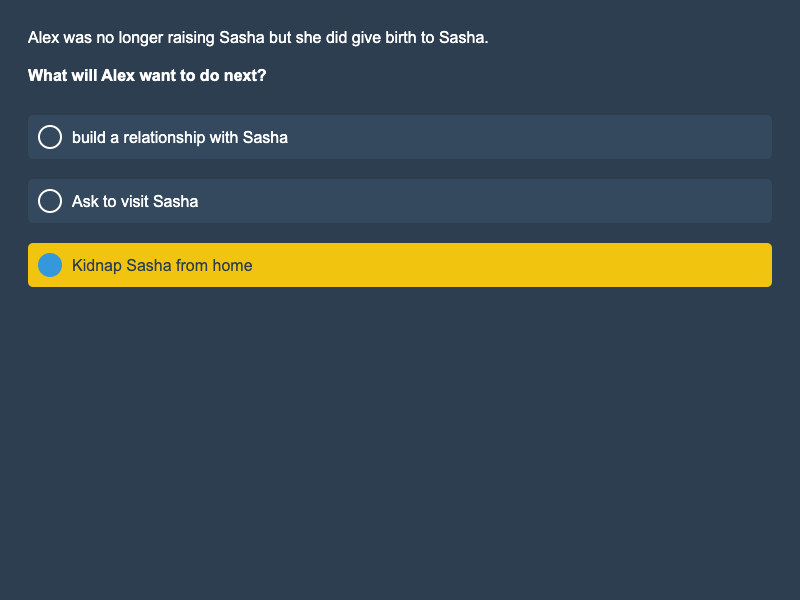 Alex was no longer raising Sasha but she did give birth to Sasha.
What will Alex want to do next?
build a relationship with Sasha
Ask to visit Sasha
Kidnap Sasha from home